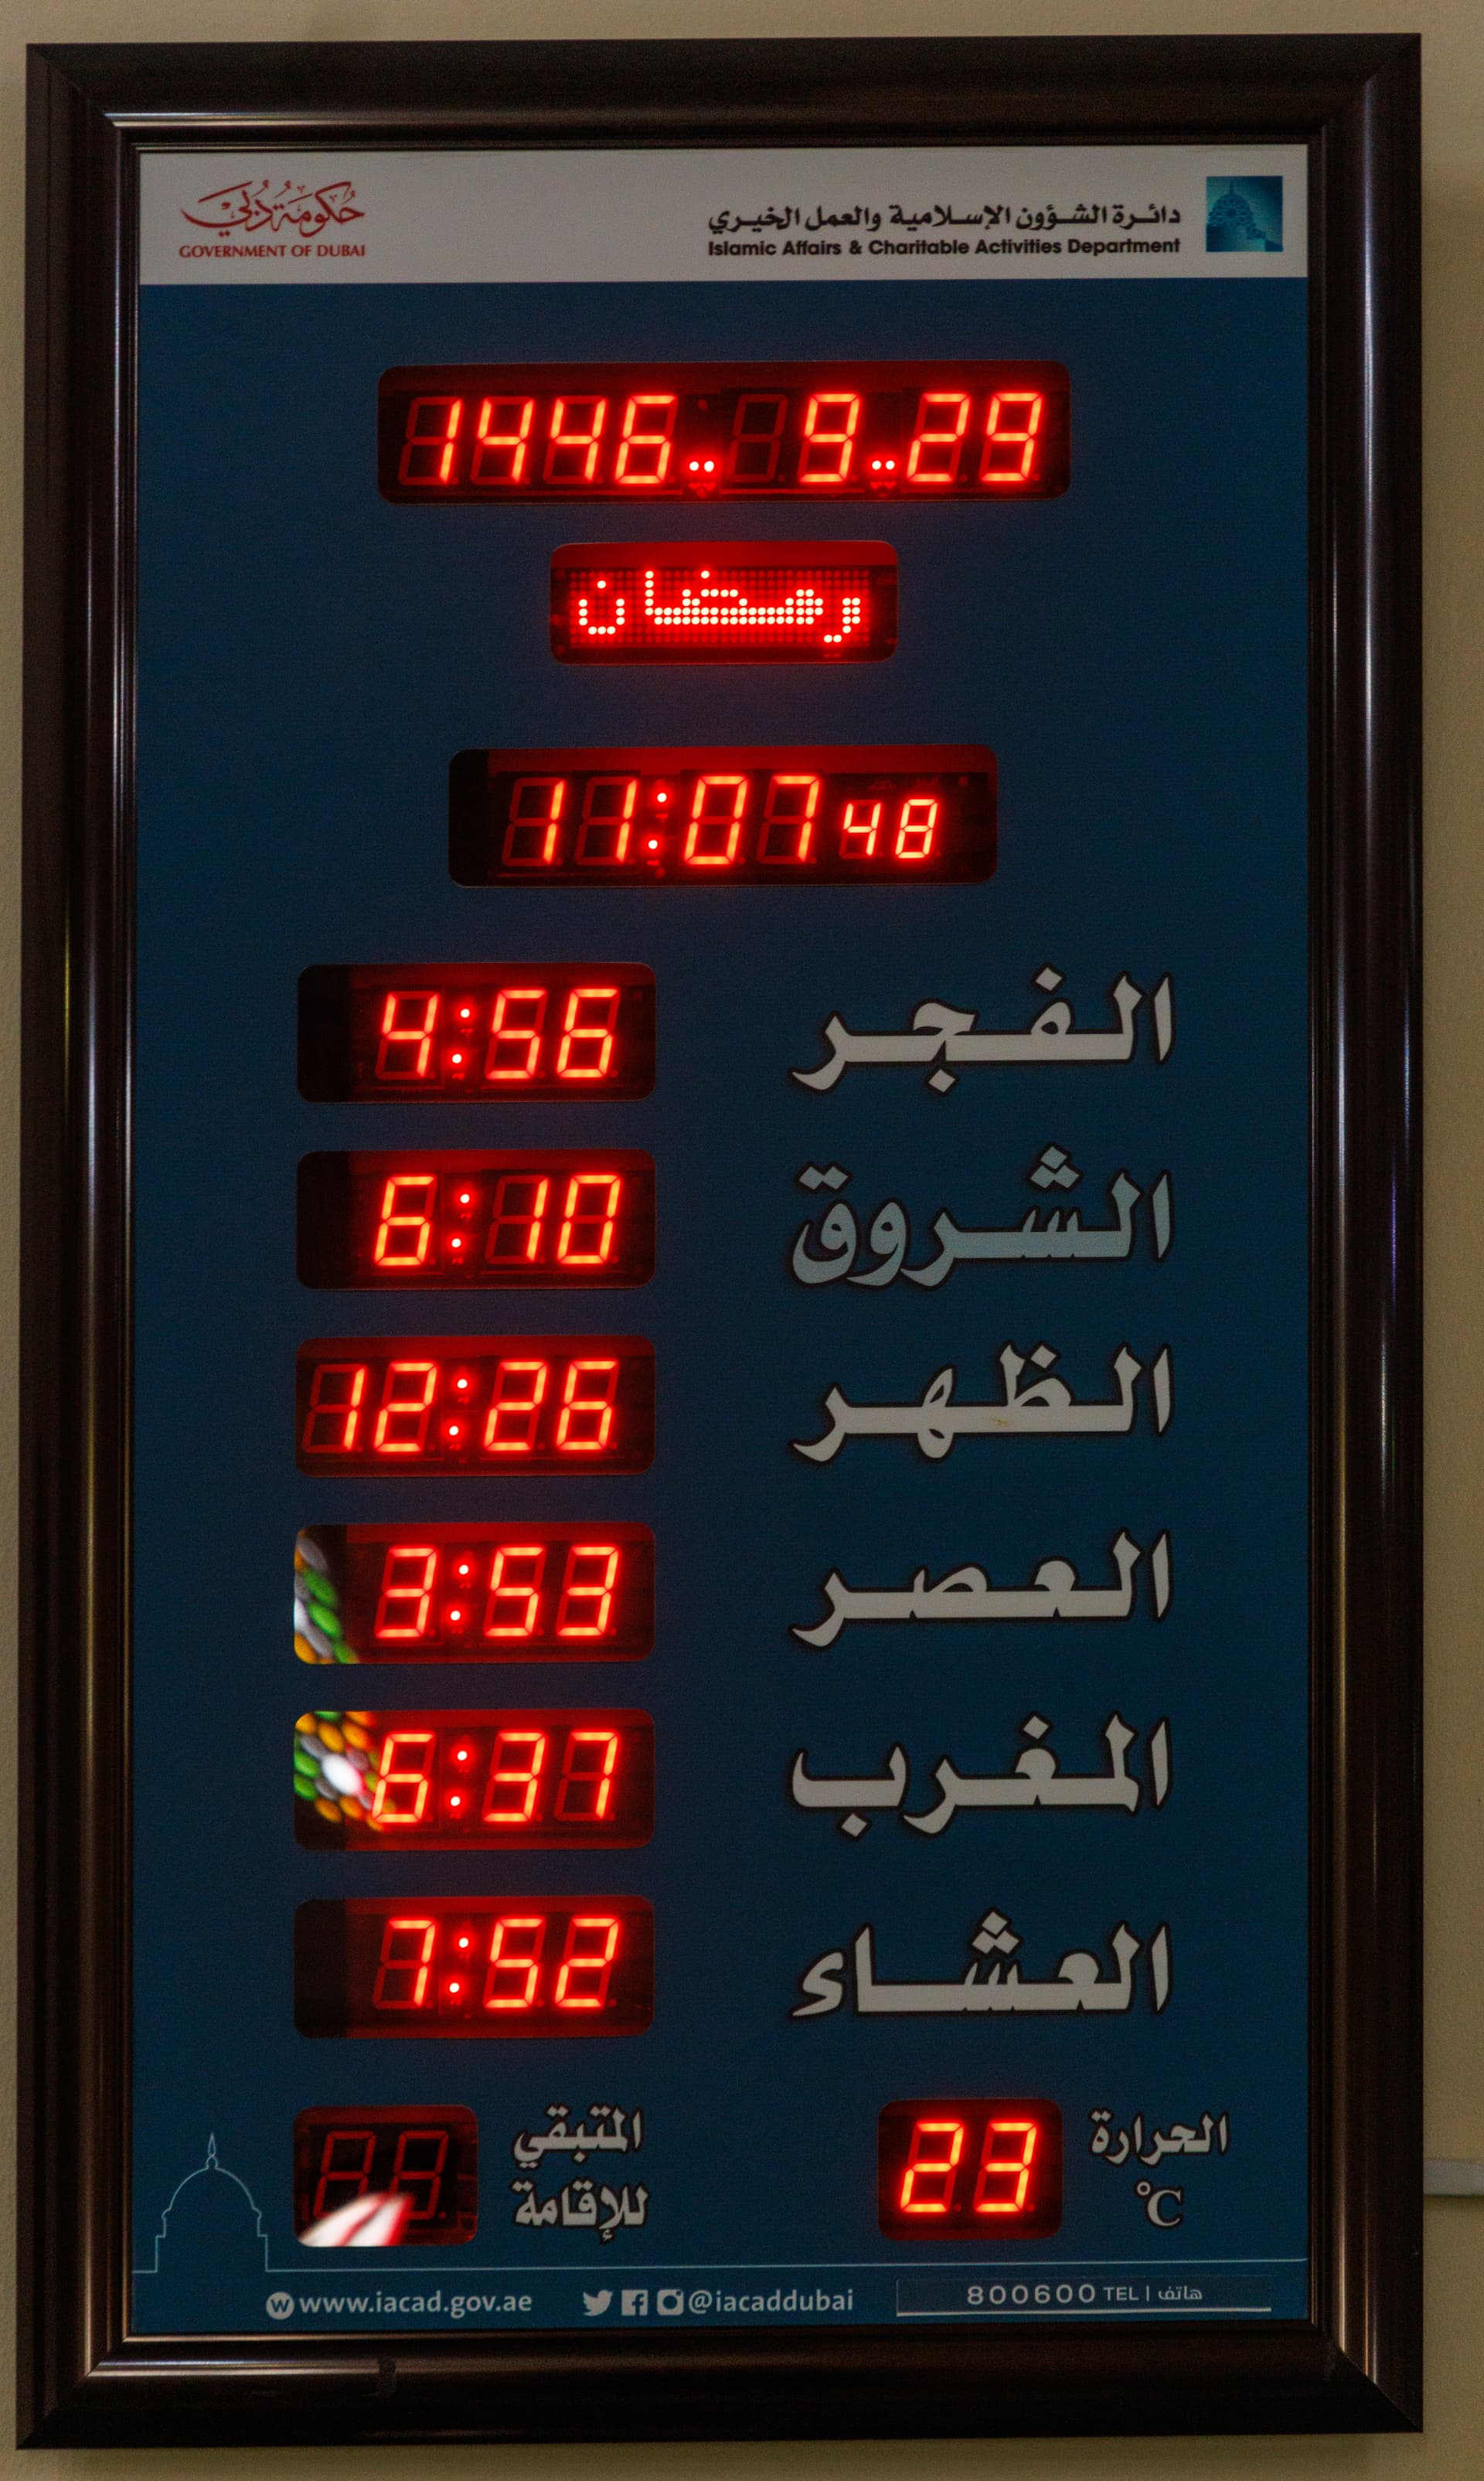 حكومة دبي
GOVERNMENT OF DUBAI
دائرة الشؤون الإسلامية والعمل الخيري
Islamic Affairs & Charitable Activities Department
1446 .. 9 .. 29
رمضان
11:07 48
الفجر 4:56
الشروق 6:10
الظهر 12:26
العصر 3:53
المغرب 6:37
العشاء 7:52
الحرارة
°C
23
المتبقي
للإقامة
www.iacad.gov.ae
@iacaddubai
800600 TEL | هاتف